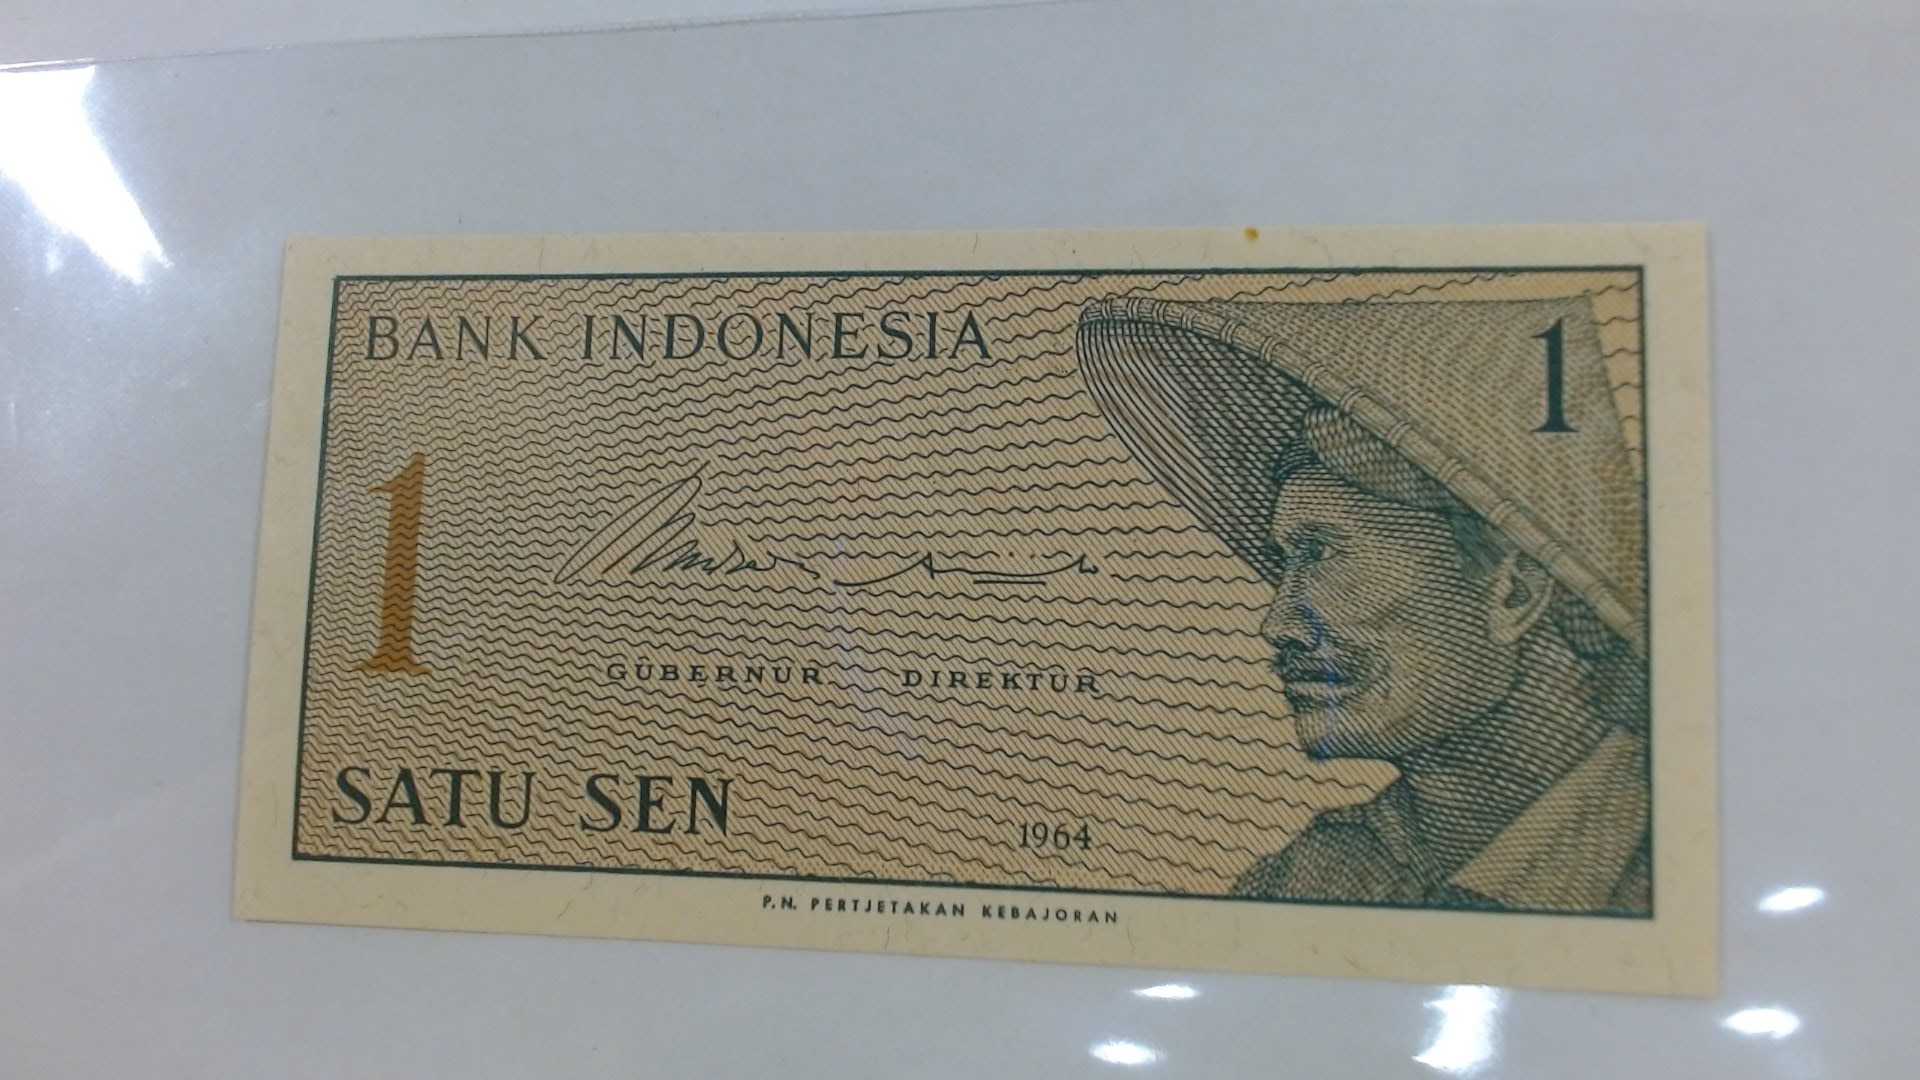 BANK INDONESIA
1
1
GUBERNUR DIREKTUR
SATU SEN
1964
P.N. PERTJETAKAN KEBAJORAN